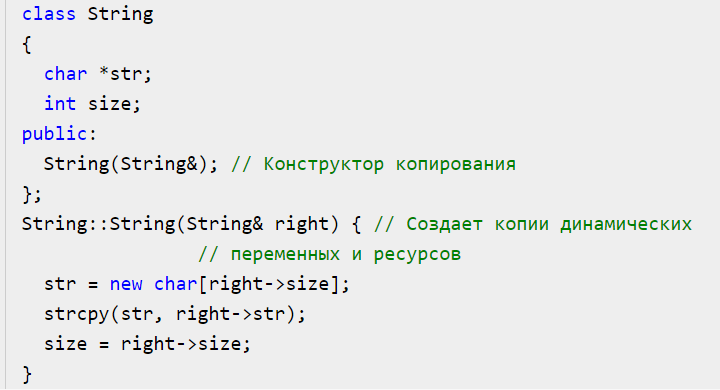 class String
{
  char *str;
  int size;
public:
  String(String&); // Конструктор копирования
};
String::String(String& right) { // Создает копии динамических
                // переменных и ресурсов
  str = new char[right->size];
  strcpy(str, right->str);
  size = right->size;
}